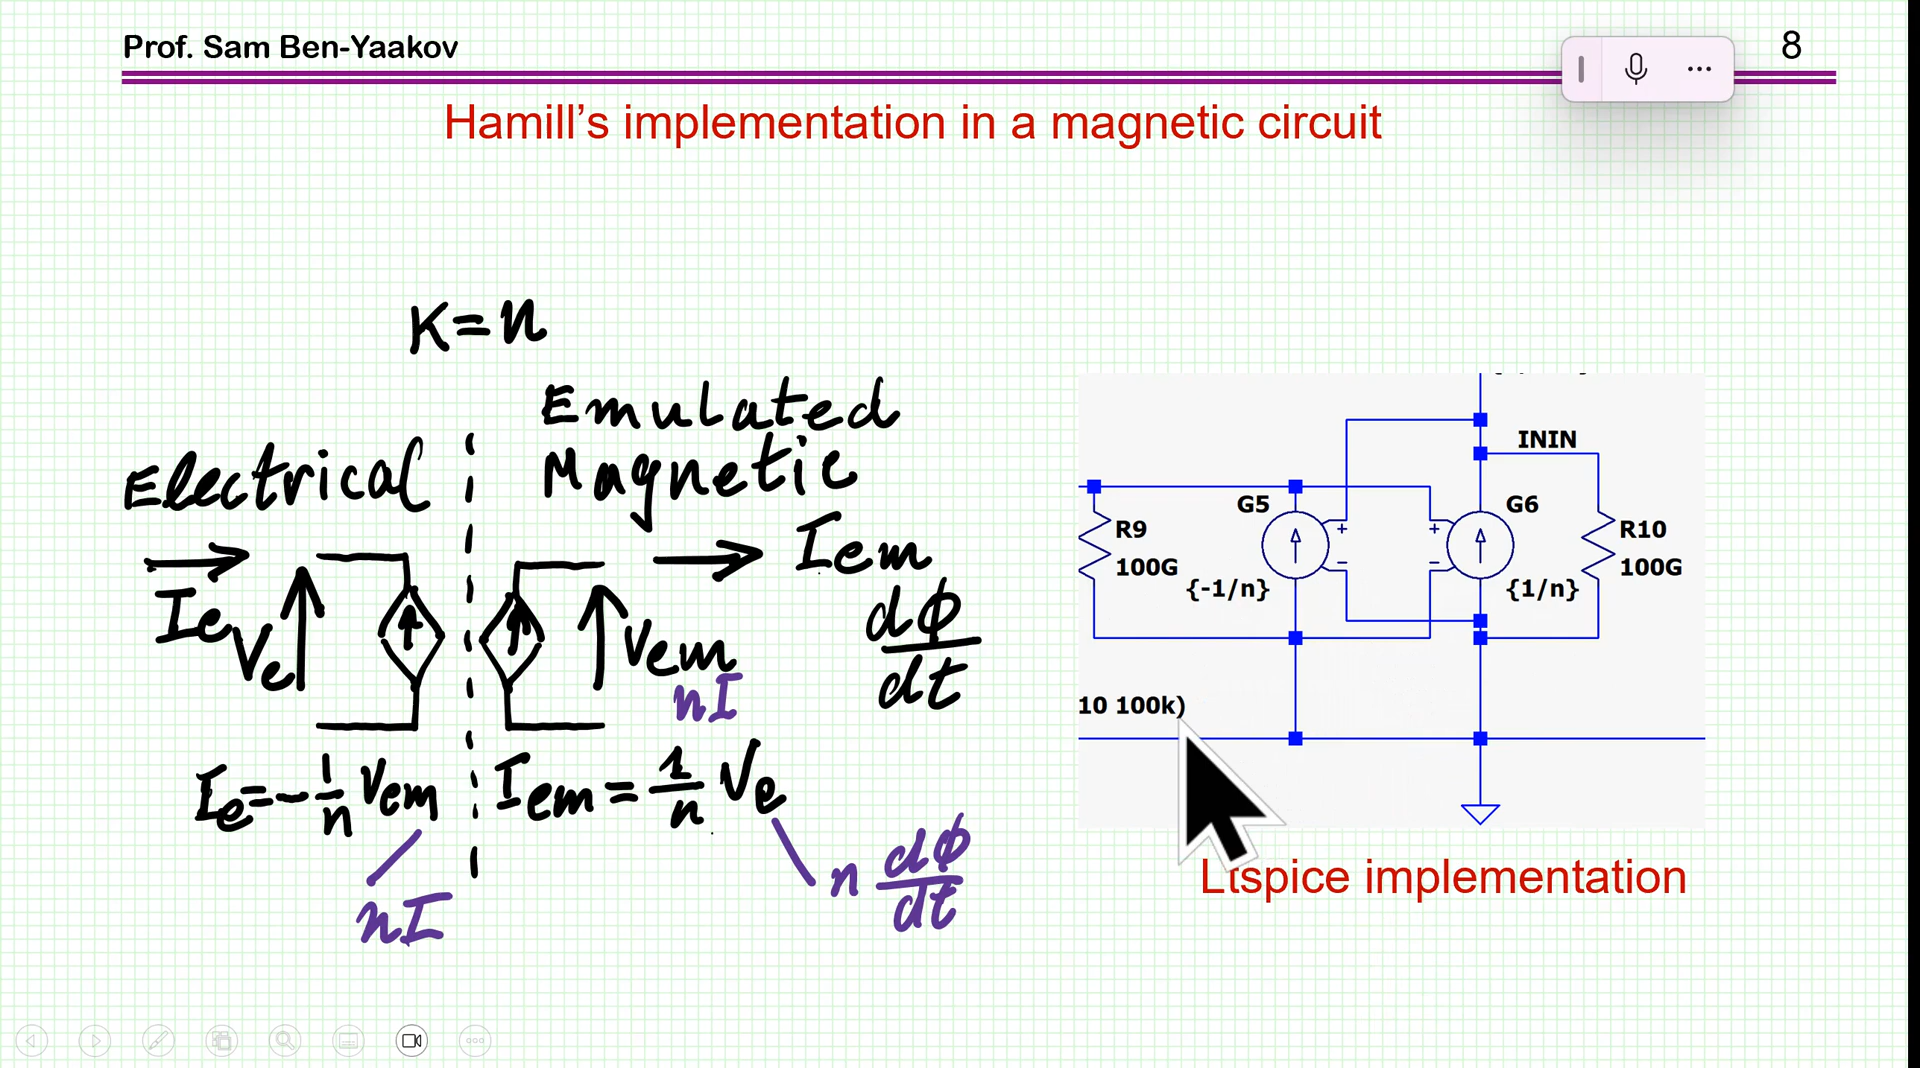 Prof. Sam Ben-Yaakov
8
Hamill's implementation in a magnetic circuit
K=n
Electrical
Emulated
Magnetic
Ie
Ve
Vem
nI
Iem
dϕ
dt
Ie=-1/n Vem
nI
Iem=1/n Ve
n dϕ/dt
ININ
R9
100G
G5
{-1/n}
+
−
+
−
G6
{1/n}
R10
100G
10 100k)
Ltspice implementation